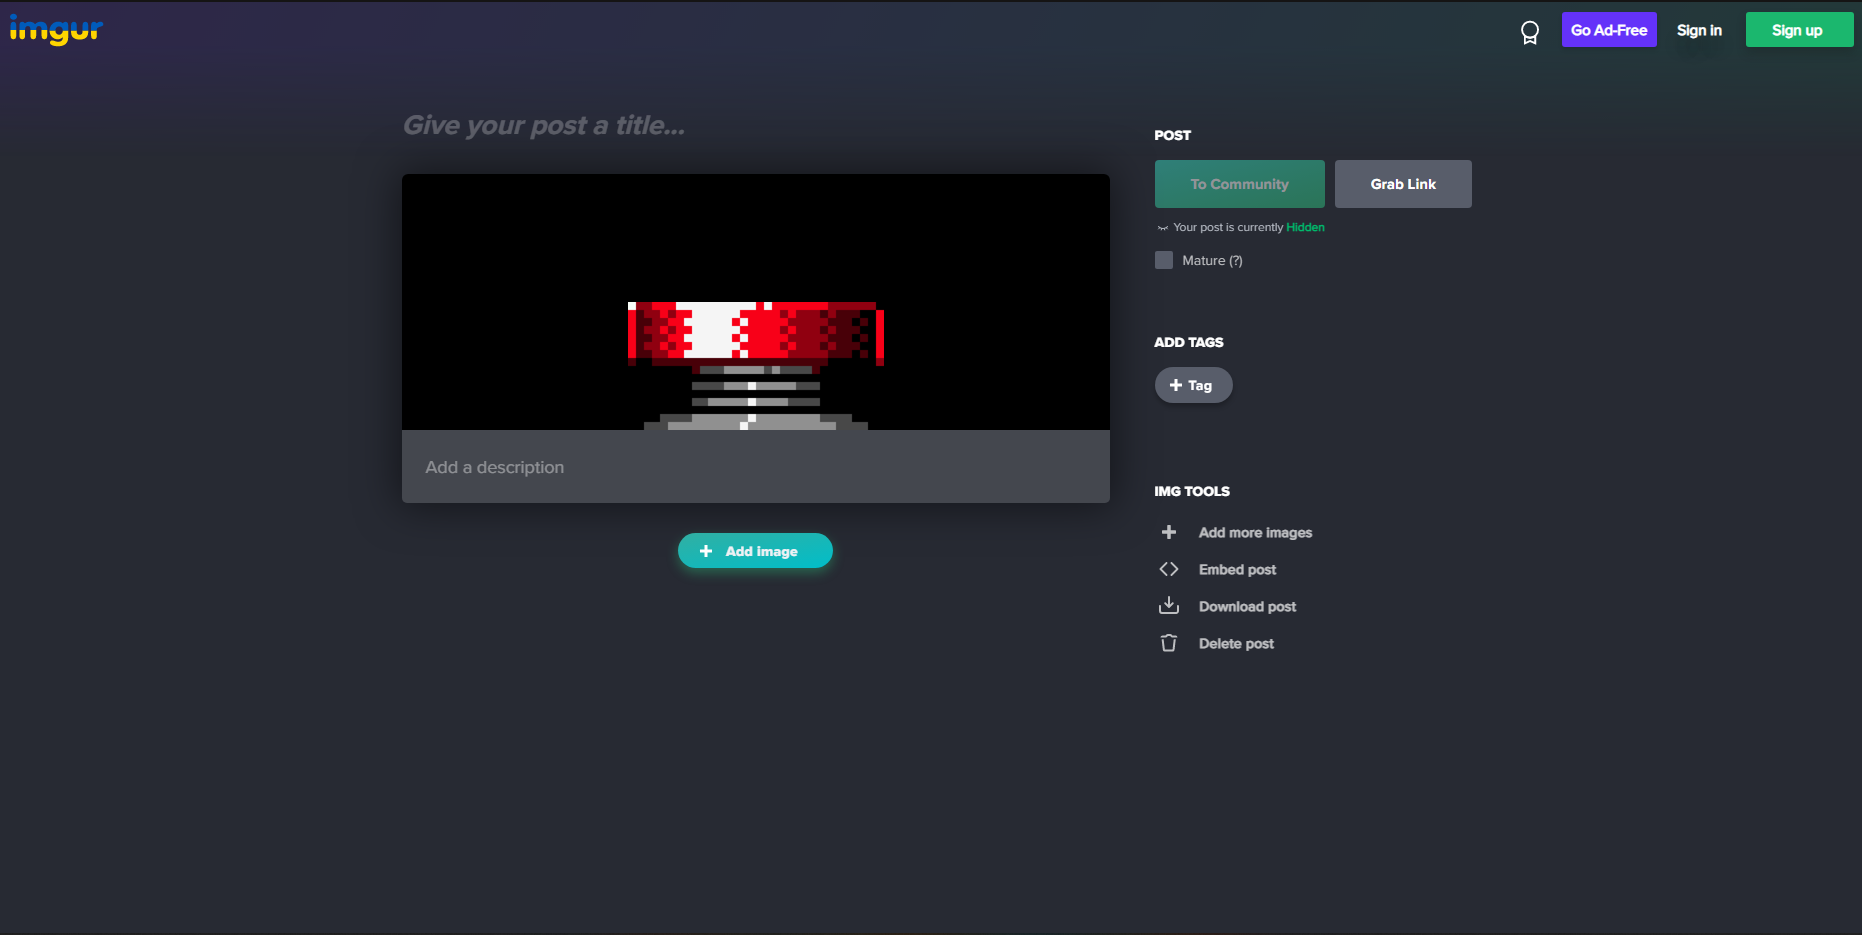 imgur
Go Ad-Free
Sign in
Sign up
Give your post a title...
Add a description
Add image
POST
To Community
Grab Link
Your post is currently Hidden
Mature (?)
ADD TAGS
Tag
IMG TOOLS
Add more images
Embed post
Download post
Delete post